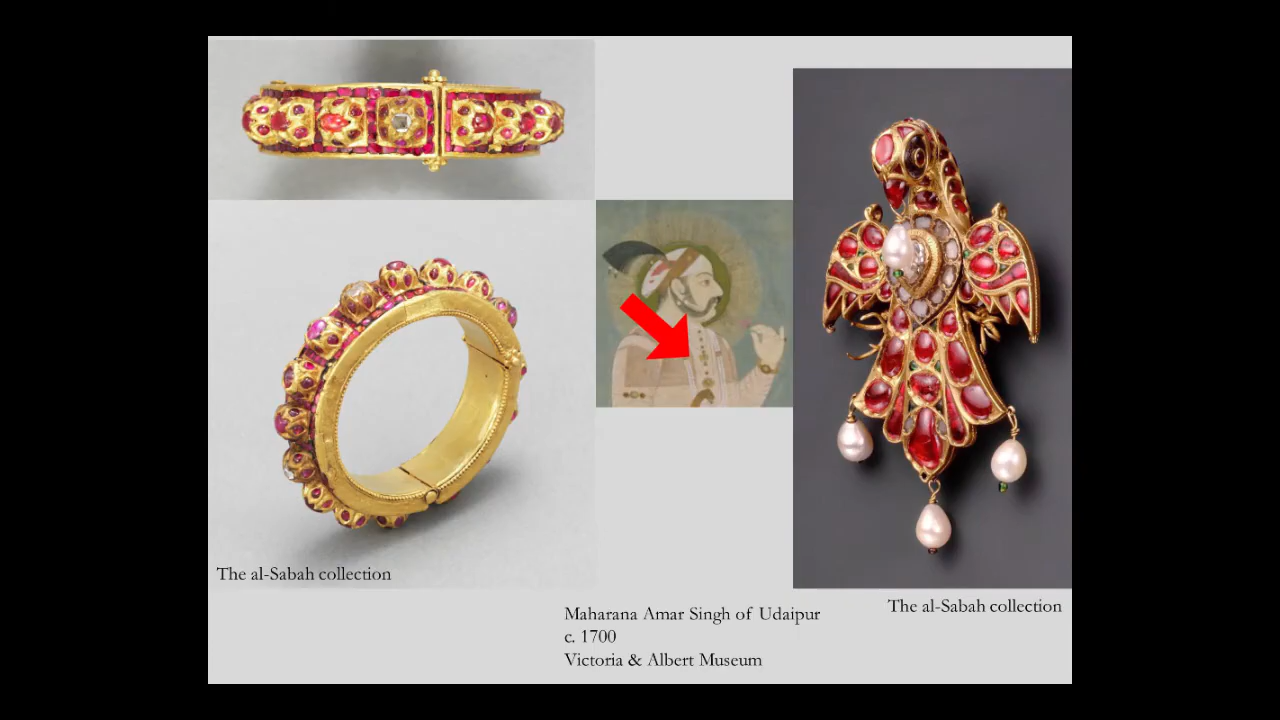 The al-Sabah collection
The al-Sabah collection
Maharana Amar Singh of Udaipur
c. 1700
Victoria & Albert Museum